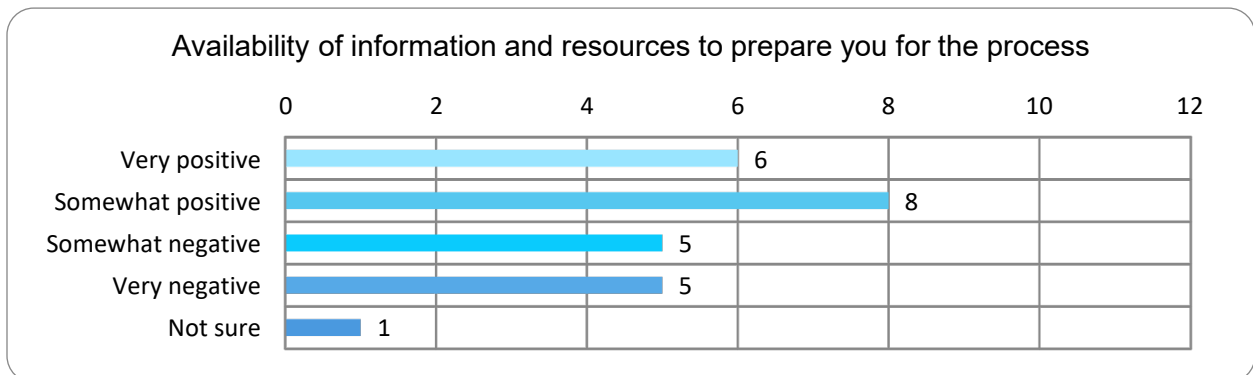 Availability of information and resources to prepare you for the process
0 2 4 6 8 10 12
Very positive 6
Somewhat positive 8
Somewhat negative 5
Very negative 5
Not sure 1